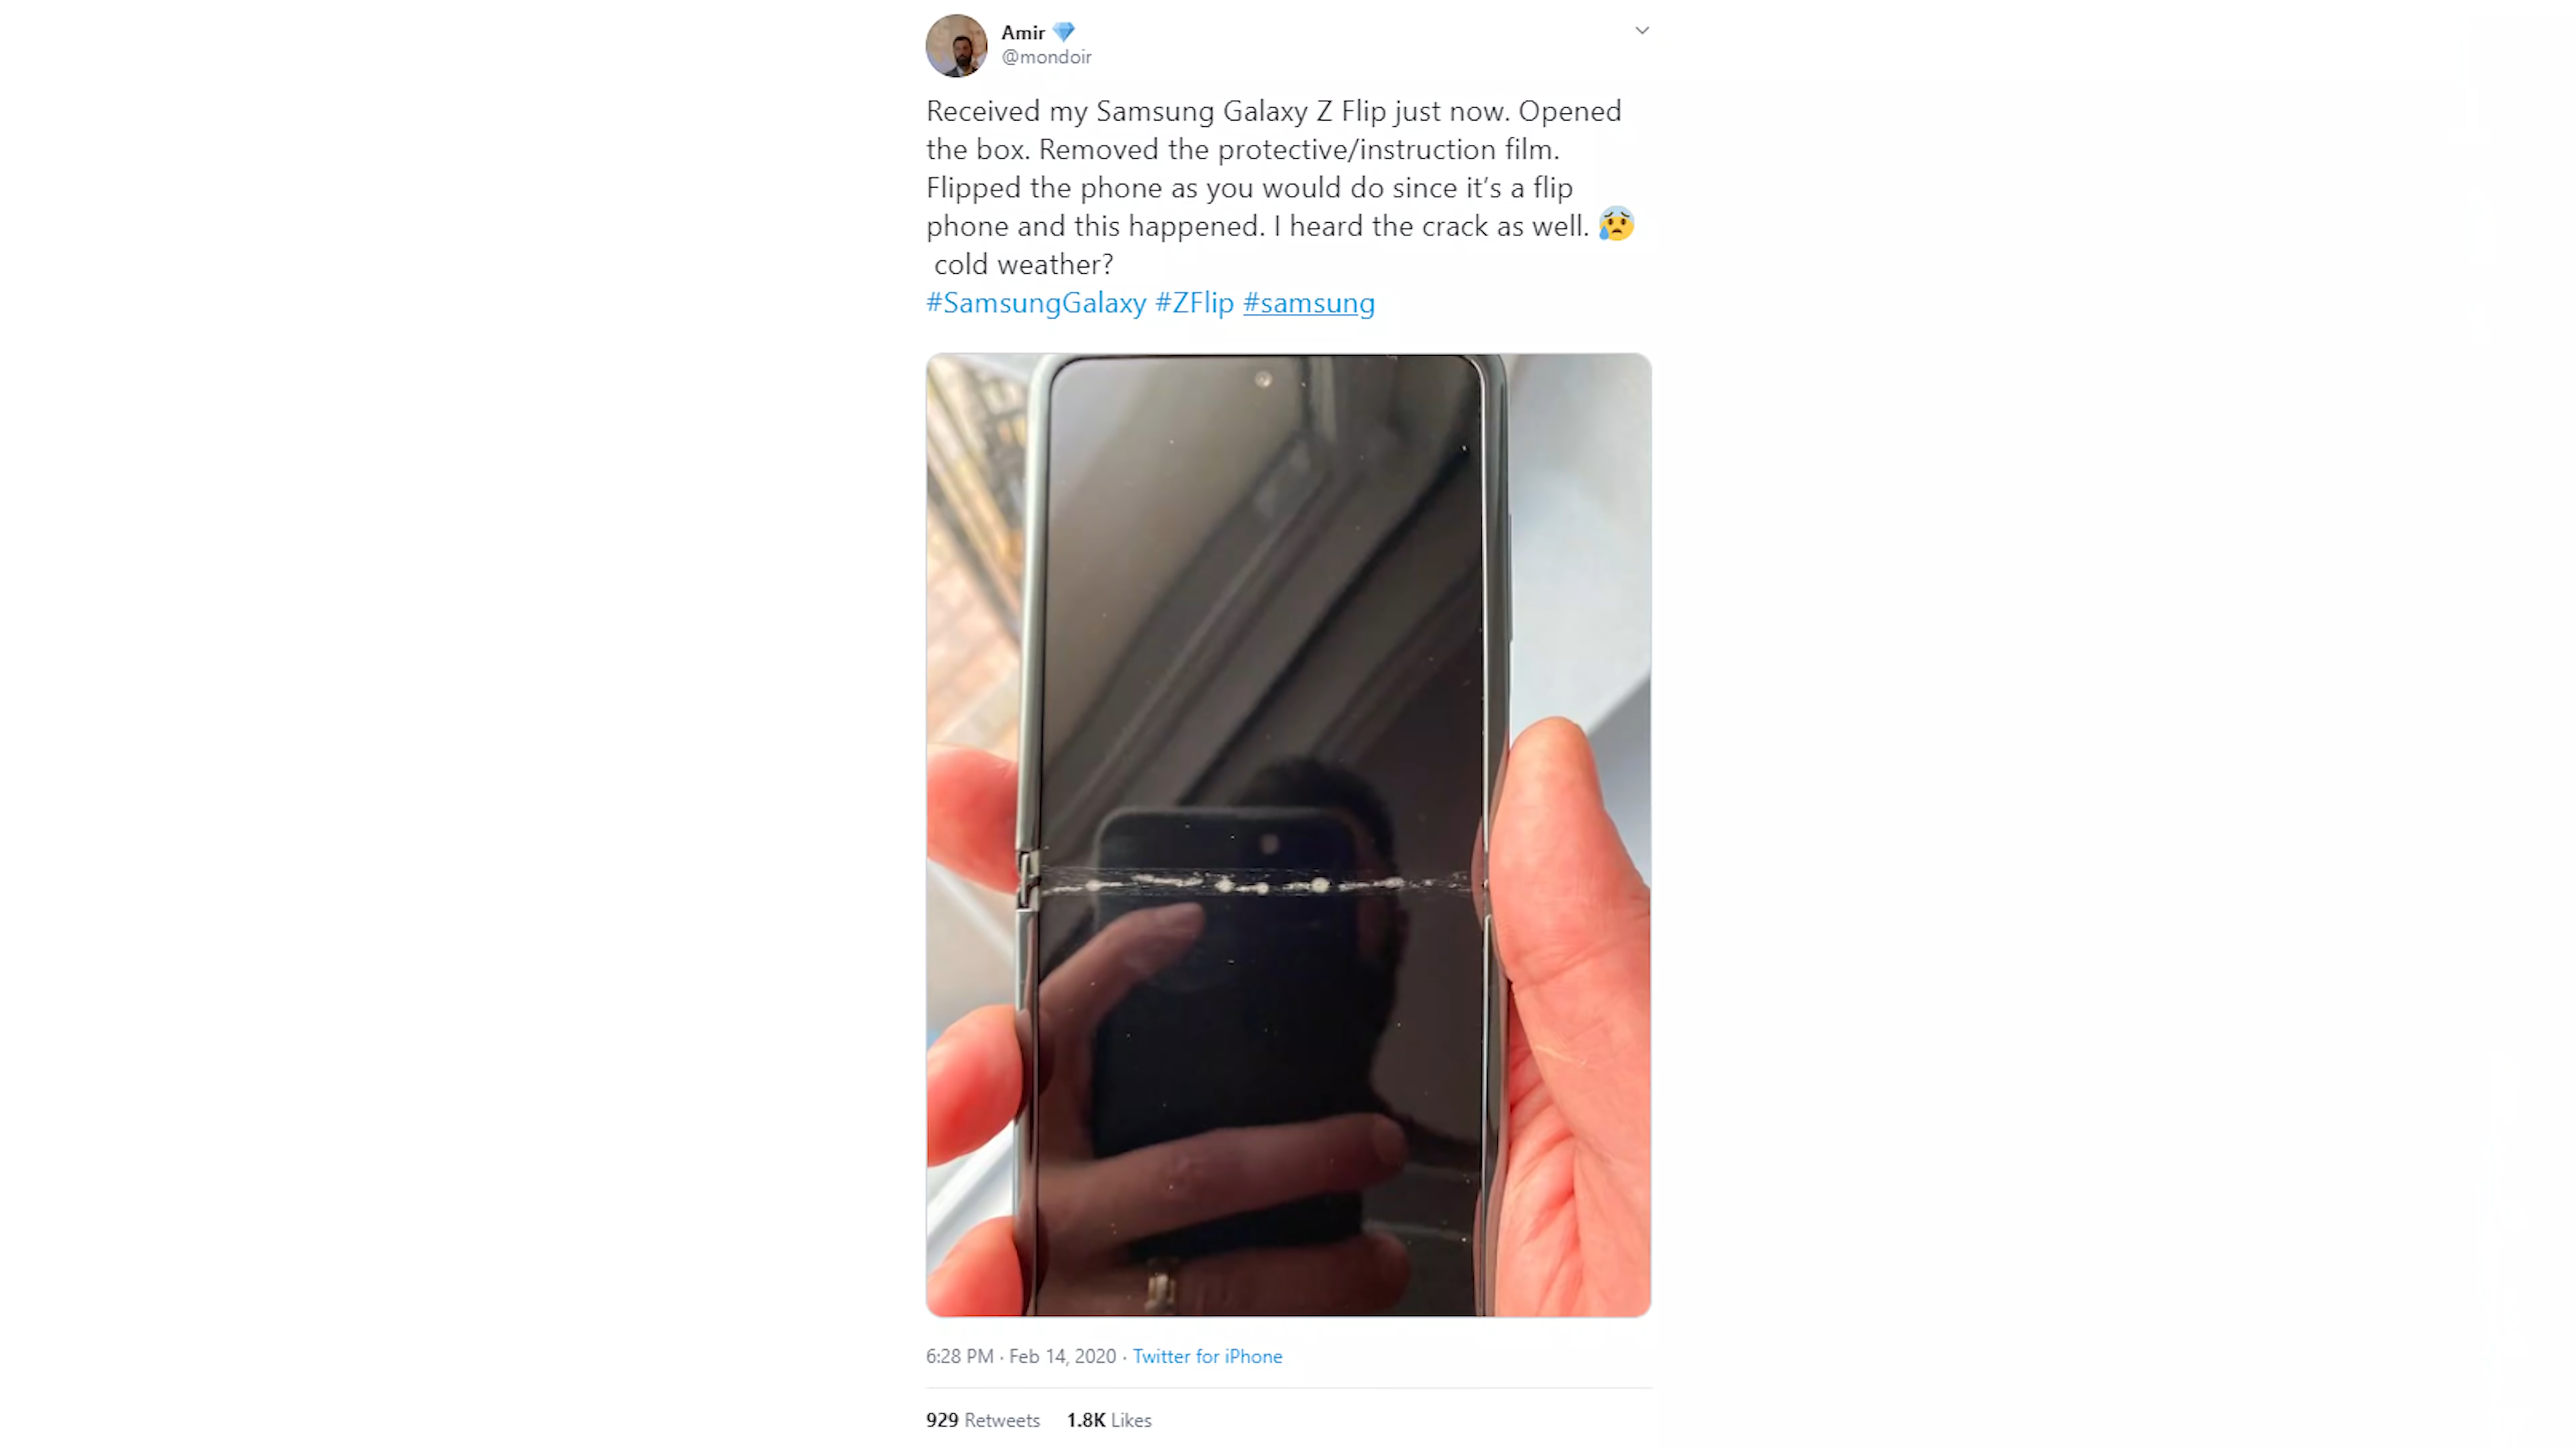 Amir 💎
@mondoir
Received my Samsung Galaxy Z Flip just now. Opened
the box. Removed the protective/instruction film.
Flipped the phone as you would do since it’s a flip
phone and this happened. I heard the crack as well. 😰
cold weather?
#SamsungGalaxy #ZFlip #samsung
6:28 PM · Feb 14, 2020 · Twitter for iPhone
929 Retweets 1.8K Likes